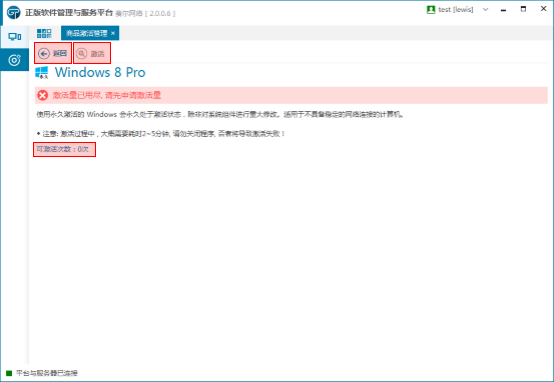 正版软件管理与服务平台 赛尔网络 [ 2.0.0.6 ]
test [lewis]
商品激活管理 ×
返回 激活
永久 Windows 8 Pro
激活量已用尽, 请先申请激活量
使用永久激活的 Windows 会永久处于激活状态，除非对系统组件进行重大修改。适用于不具备稳定的网络连接的计算机。
* 注意: 激活过程中，大概需要耗时2~5分钟, 请勿关闭程序, 否者将导致激活失败！
可激活次数：0次
平台与服务器已连接